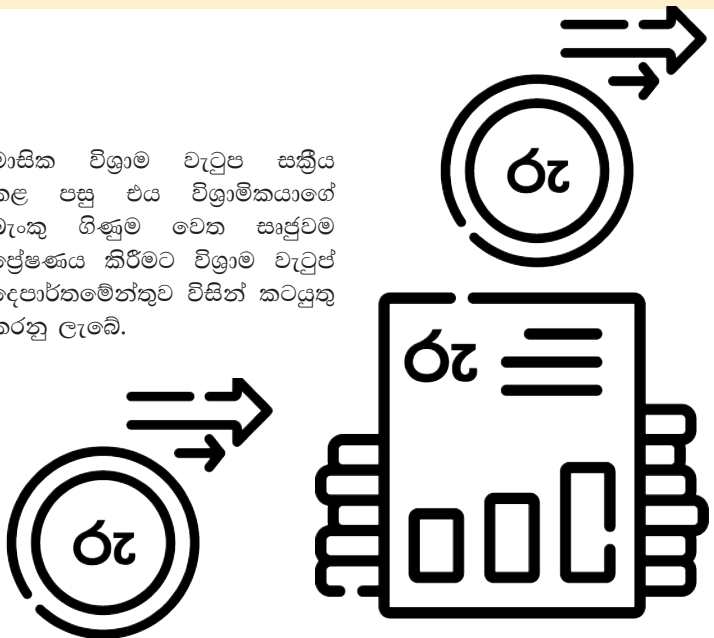 රු
මාසික විශ්‍රාම වැටුප සක්‍රීය
කළ පසු එය විශ්‍රාමිකයාගේ
බැංකු ගිණුම වෙත සෘජුවම
ප්‍රේෂණය කිරීමට විශ්‍රාම වැටුප්
දෙපාර්තමේන්තුව විසින් කටයුතු
කරනු ලැබේ.
රු
රු